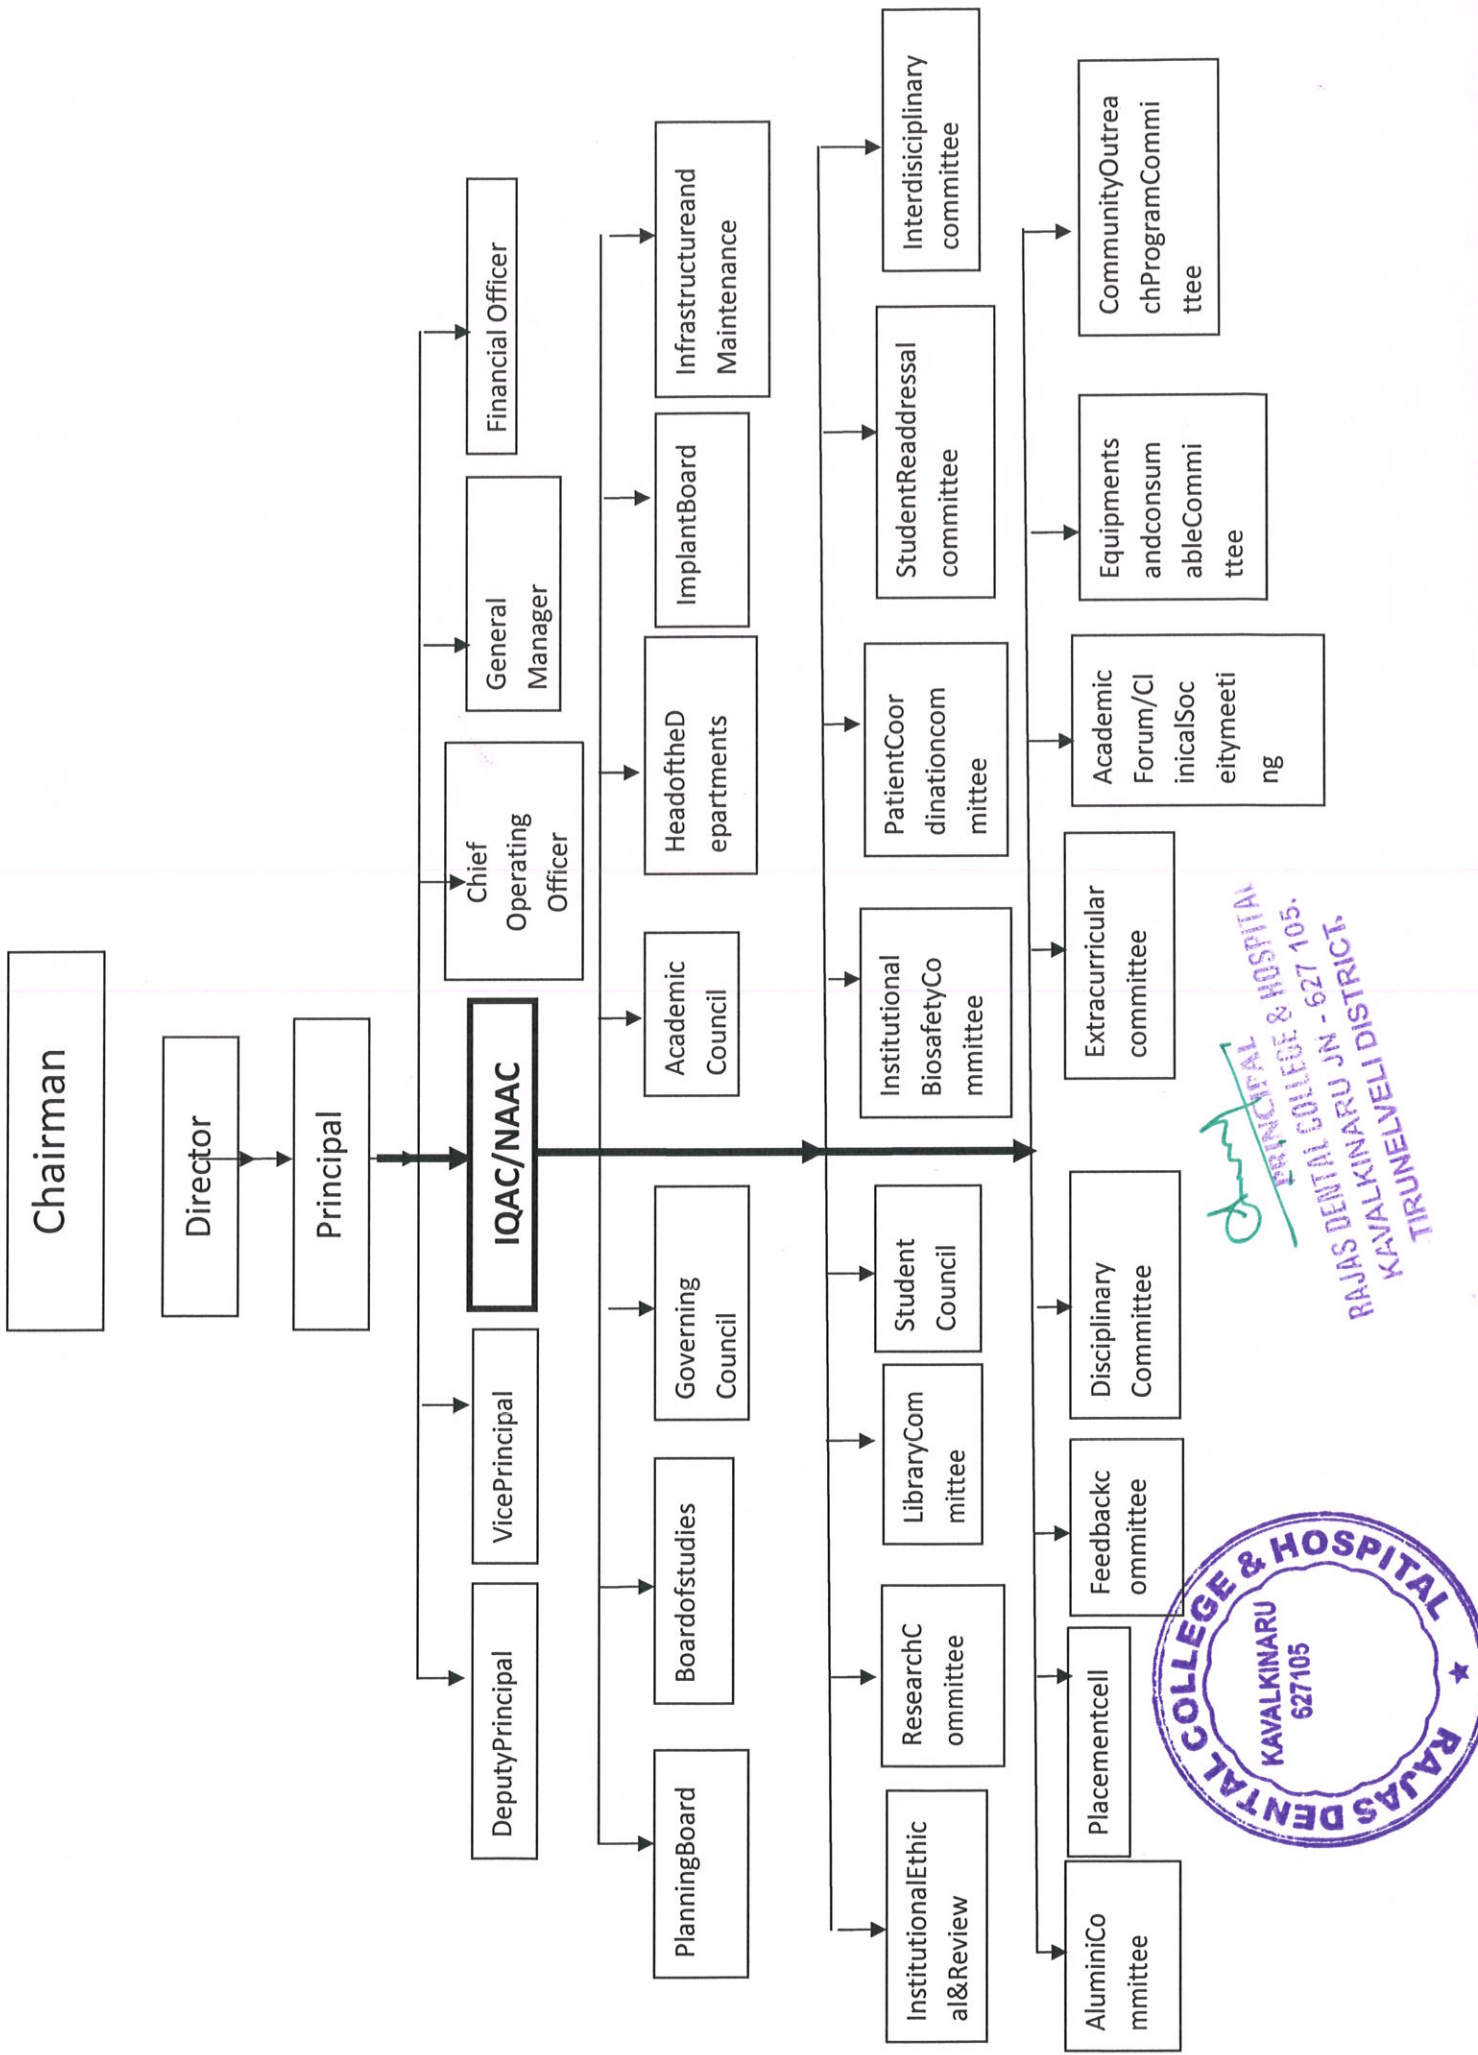 Chairman
Director
Principal
DeputyPrincipal
VicePrincipal
IQAC/NAAC
Chief
Operating
Officer
General
Manager
Financial Officer
PlanningBoard
Boardofstudies
Governing
Council
Academic
Council
HeadoftheD
epartments
ImplantBoard
Infrastructureand
Maintenance
InstitutionalEthic
al&Review
ResearchC
ommittee
LibraryCom
mittee
Student
Council
Institutional
BiosafetyCo
mmittee
PatientCoor
dinationcom
mittee
StudentReaddressal
committee
Interdisiciplinary
committee
AluminiCo
mmittee
Placementcell
Feedbackc
ommittee
Disciplinary
Committee
Extracurricular
committee
Academic
Forum/Cl
inicalSoc
eitymeeti
ng
Equipments
andconsum
ableCommi
ttee
CommunityOutrea
chProgramCommi
ttee
RAJAS DENTAL COLLEGE & HOSPITAL
KAVALKINARU
627105
PRINCIPAL
RAJAS DENTAL COLLEGE & HOSPITAL
KAVALKINARU JN - 627 105.
TIRUNELVELI DISTRICT.